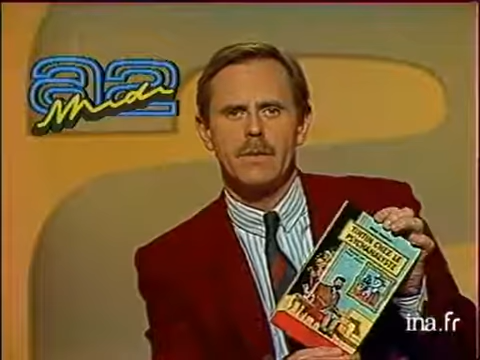 a2
Midi
TINTIN CHEZ LE
PSYCHANALYSTE
ina.fr